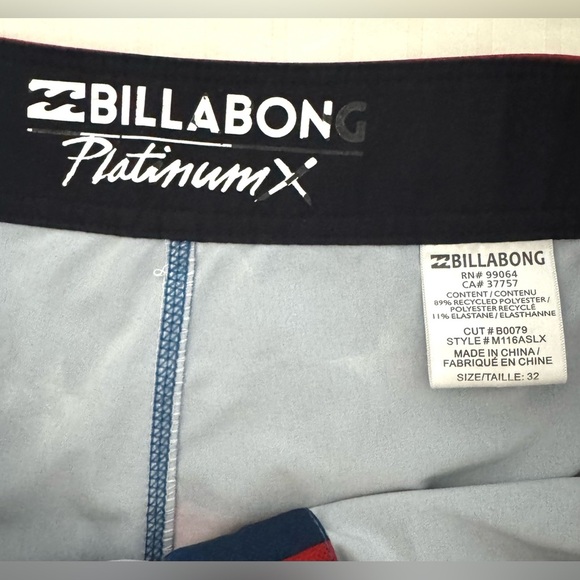 BILLABONG
Platinum X
BILLABONG
RN# 99064
CA# 37757
CONTENT / CONTENU
89% RECYCLED POLYESTER /
POLYESTER RECYCLÉ
11% ELASTANE / ELASTHANNE
CUT # B0079
STYLE # M116ASLX
MADE IN CHINA /
FABRIQUÉ EN CHINE
SIZE/TAILLE: 32